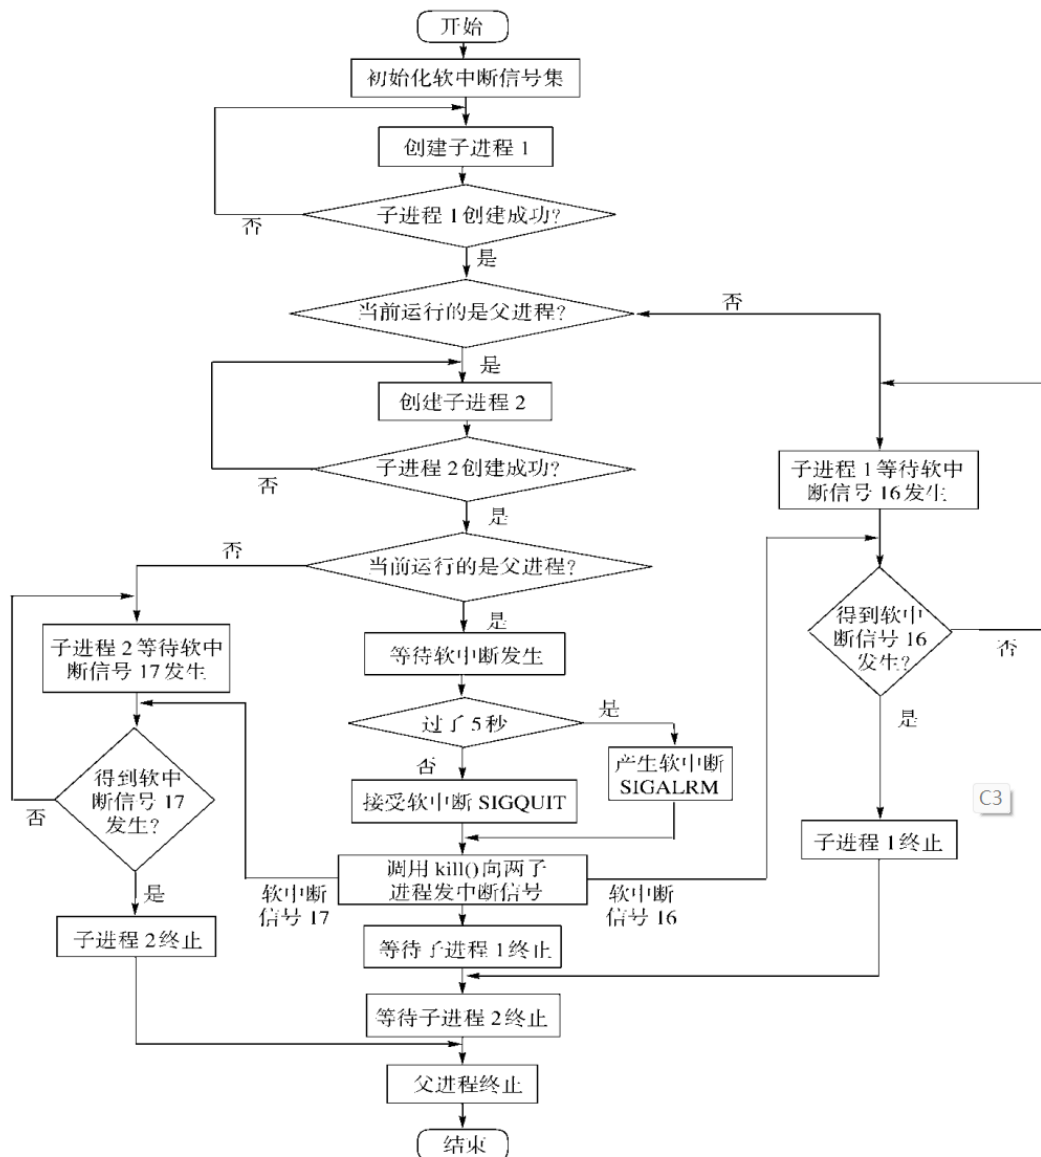 开始
初始化软中断信号集
创建子进程 1
子进程 1 创建成功?
否
是
当前运行的是父进程?
否
是
创建子进程 2
子进程 2 创建成功?
否
是
子进程 1 等待软中
断信号 16 发生
当前运行的是父进程?
否
是
得到软中
断信号 16
发生?
否
是
子进程 2 等待软中
断信号 17 发生
等待软中断发生
过了 5 秒
是
否
产生软中断
SIGALRM
接受软中断 SIGQUIT
得到软中
断信号 17
发生?
否
是
C3
子进程 1 终止
调用 kill() 向两子
进程发中断信号
软中断
信号 17
软中断
信号 16
子进程 2 终止
等待子进程 1 终止
等待子进程 2 终止
父进程终止
结束